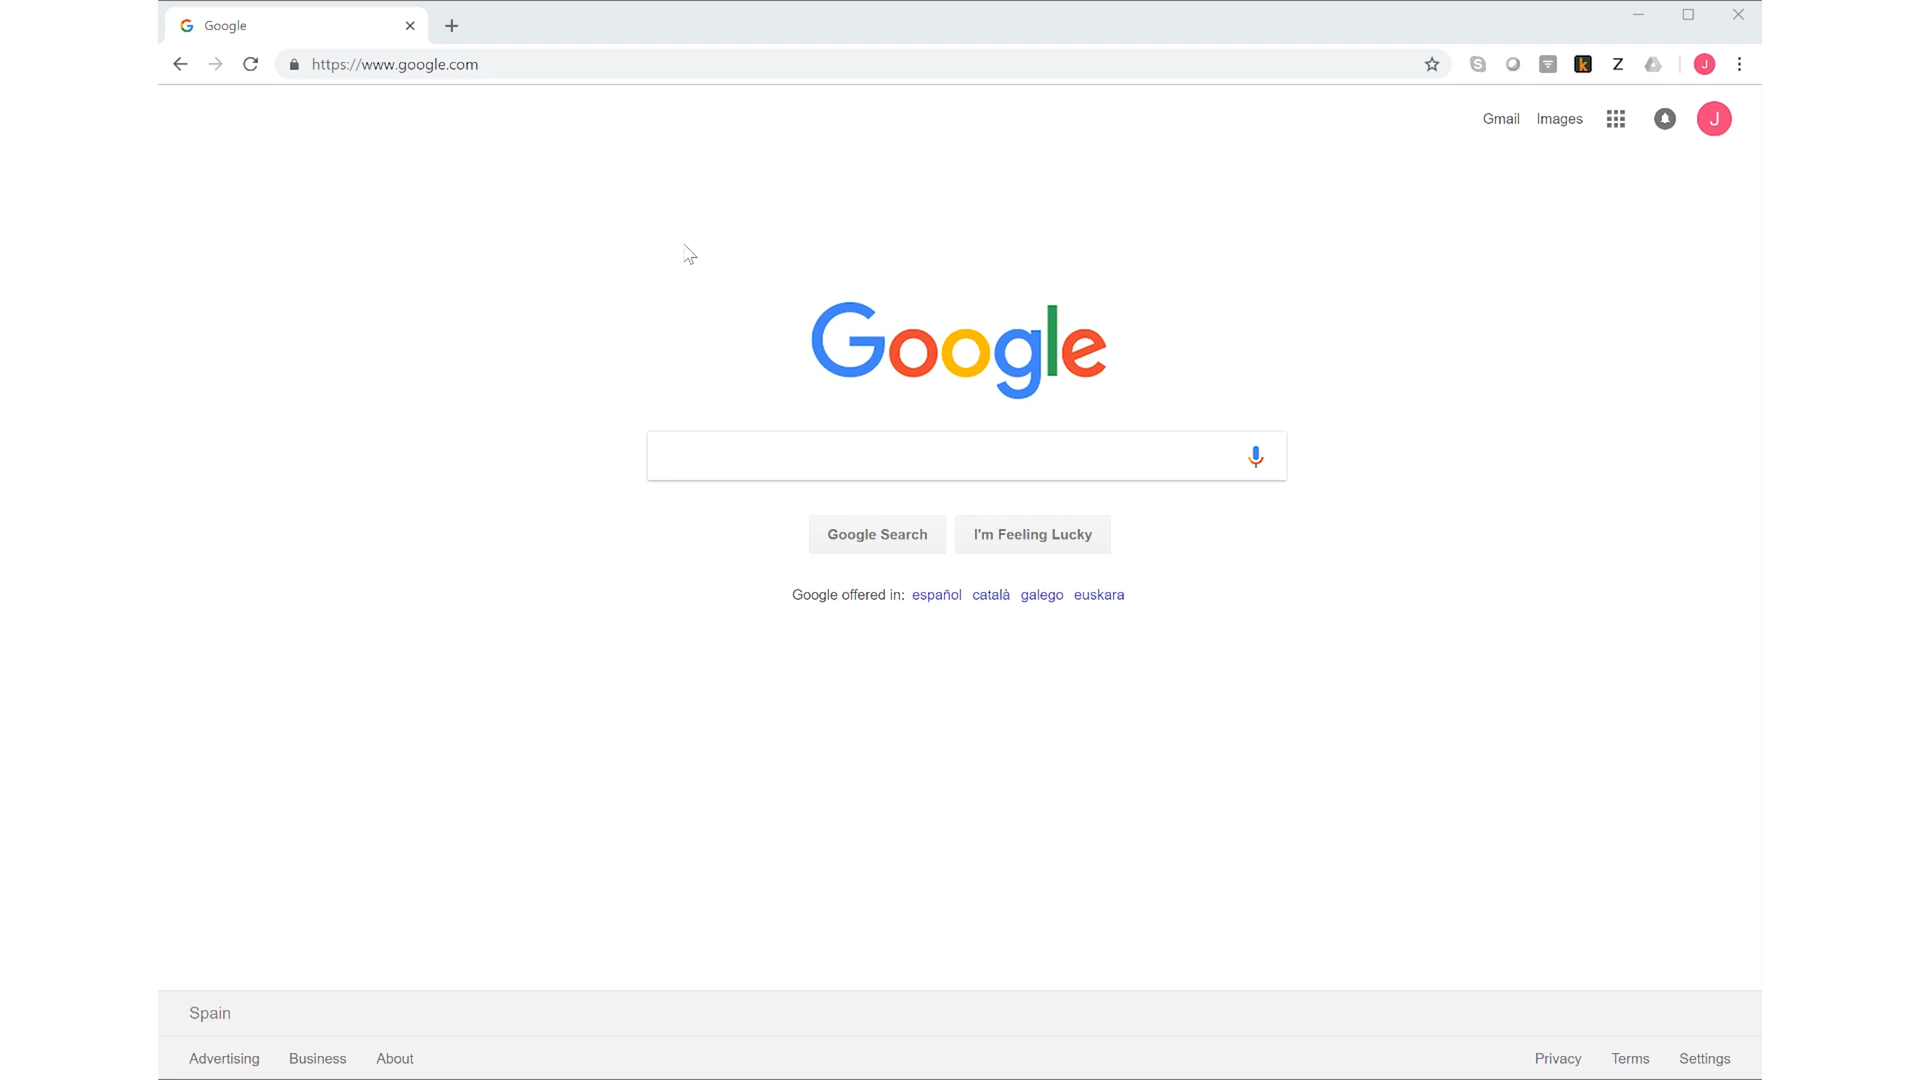 Google
https://www.google.com
k Z J
Gmail Images J
Google
Google Search I'm Feeling Lucky
Google offered in: español català galego euskara
Spain
Advertising Business About Privacy Terms Settings